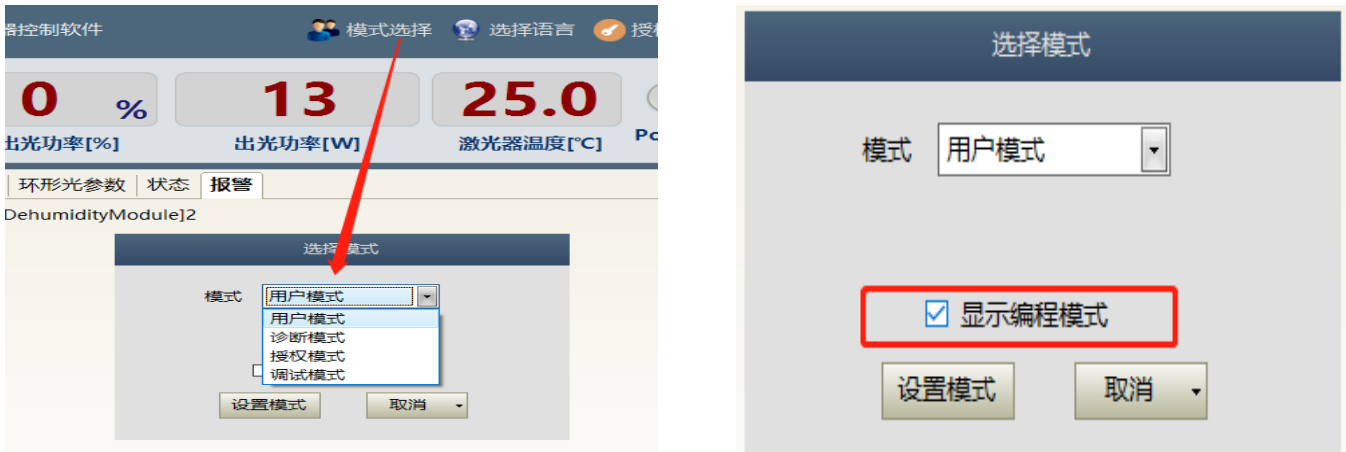 器控制软件 模式选择 选择语言 授权
0 % 13 25.0
出光功率[%] 出光功率[W] 激光器温度[℃] Po
环形光参数 状态 报警
DehumidityModule]2
选择模式
模式 用户模式
用户模式
诊断模式
授权模式
调试模式
设置模式 取消
选择模式
模式 用户模式
显示编程模式
设置模式 取消